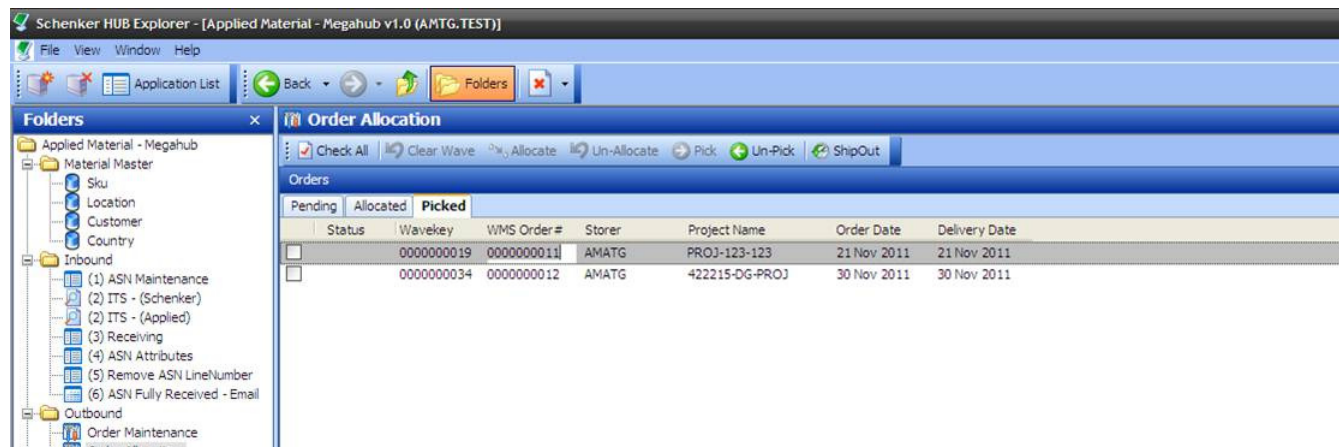 Schenker HUB Explorer - [Applied Material - Megahub v1.0 (AMTG.TEST)]
File View Window Help
Application List Back Folders
Folders x
Applied Material - Megahub
Material Master
Sku
Location
Customer
Country
Inbound
(1) ASN Maintenance
(2) ITS - (Schenker)
(2) ITS - (Applied)
(3) Receiving
(4) ASN Attributes
(5) Remove ASN LineNumber
(6) ASN Fully Received - Email
Outbound
Order Maintenance
Order Allocation
Check All Clear Wave Allocate Un-Allocate Pick Un-Pick ShipOut
Orders
Pending Allocated Picked
Status Wavekey WMS Order# Storer Project Name Order Date Delivery Date
0000000019 0000000011 AMATG PROJ-123-123 21 Nov 2011 21 Nov 2011
0000000034 0000000012 AMATG 422215-DG-PROJ 30 Nov 2011 30 Nov 2011